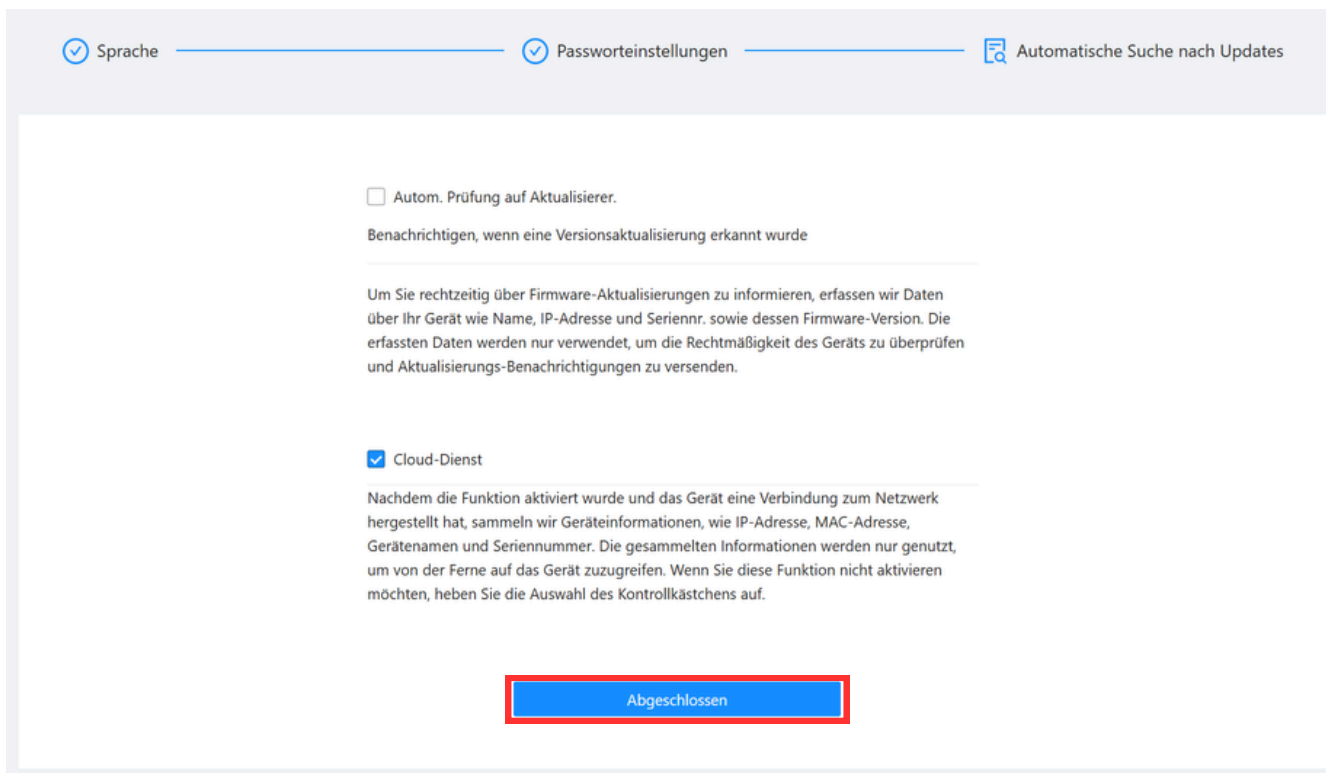 Sprache
Passworteinstellungen
Automatische Suche nach Updates
Autom. Prüfung auf Aktualisierer.
Benachrichtigen, wenn eine Versionsaktualisierung erkannt wurde
Um Sie rechtzeitig über Firmware-Aktualisierungen zu informieren, erfassen wir Daten
über Ihr Gerät wie Name, IP-Adresse und Seriennr. sowie dessen Firmware-Version. Die
erfassten Daten werden nur verwendet, um die Rechtmäßigkeit des Geräts zu überprüfen
und Aktualisierungs-Benachrichtigungen zu versenden.
Cloud-Dienst
Nachdem die Funktion aktiviert wurde und das Gerät eine Verbindung zum Netzwerk
hergestellt hat, sammeln wir Geräteinformationen, wie IP-Adresse, MAC-Adresse,
Gerätenamen und Seriennummer. Die gesammelten Informationen werden nur genutzt,
um von der Ferne auf das Gerät zuzugreifen. Wenn Sie diese Funktion nicht aktivieren
möchten, heben Sie die Auswahl des Kontrollkästchens auf.
Abgeschlossen